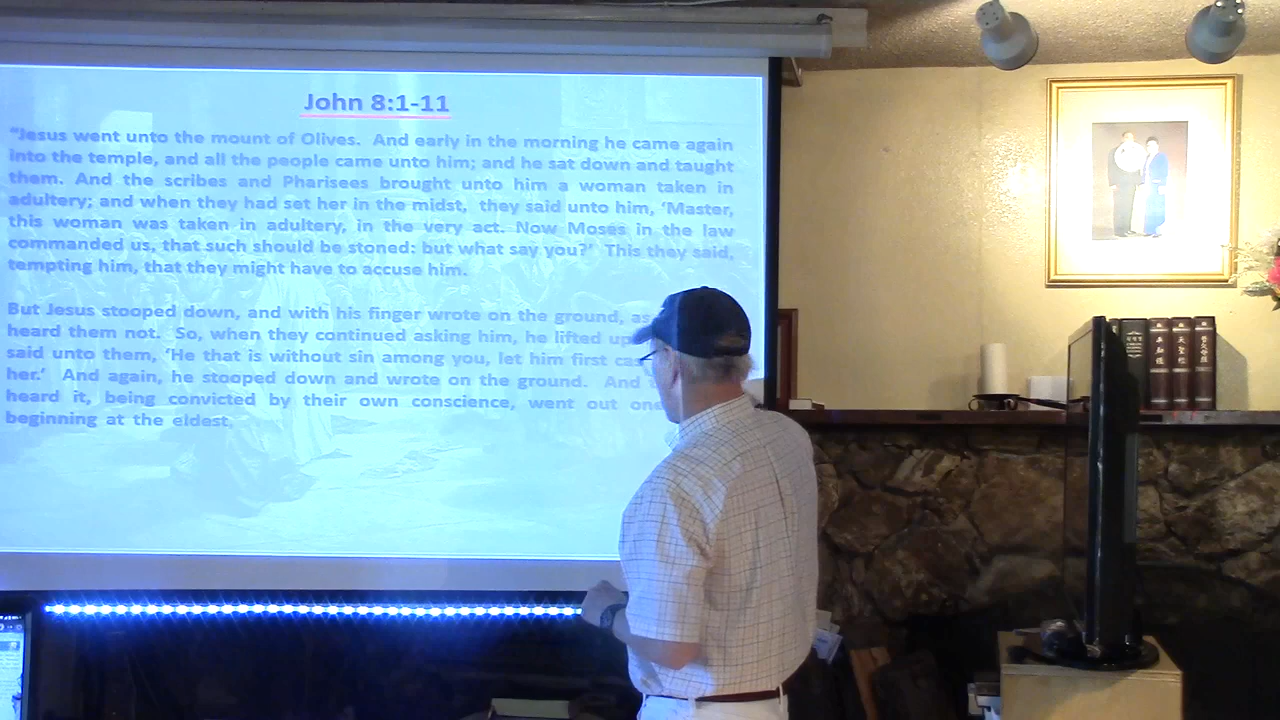 John 8:1-11
"Jesus went unto the mount of Olives. And early in the morning he came again
into the temple, and all the people came unto him; and he sat down and taught
them. And the scribes and Pharisees brought unto him a woman taken in
adultery; and when they had set her in the midst, they said unto him, ‘Master,
this woman was taken in adultery, in the very act. Now Moses in the law
commanded us, that such should be stoned: but what say you?’ This they said,
tempting him, that they might have to accuse him.
But Jesus stooped down, and with his finger wrote on the ground, as
heard them not. So, when they continued asking him, he lifted up
said unto them, ‘He that is without sin among you, let him first
her.’ And again, he stooped down and wrote on the ground. And
heard it, being convicted by their own conscience, went out
beginning at the eldest,
天聖經